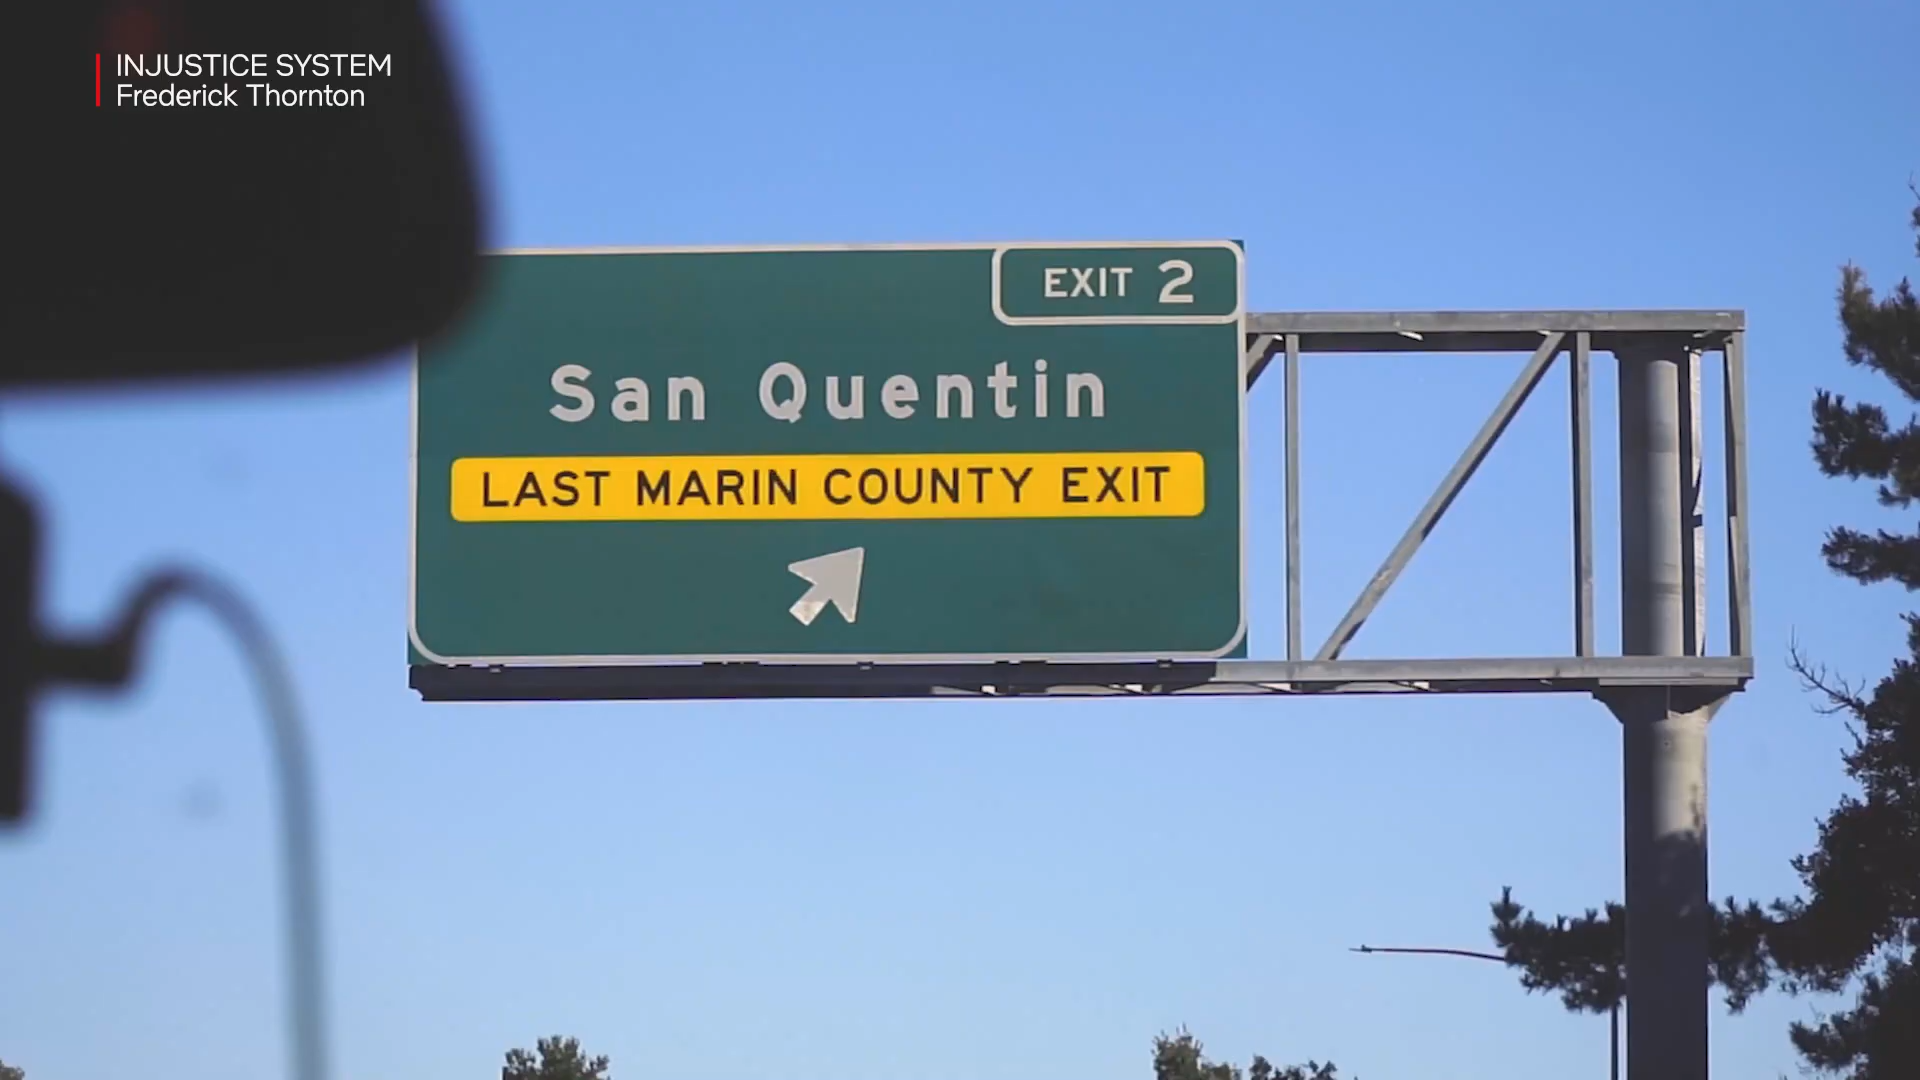 INJUSTICE SYSTEM
Frederick Thornton
EXIT 2
San Quentin
LAST MARIN COUNTY EXIT